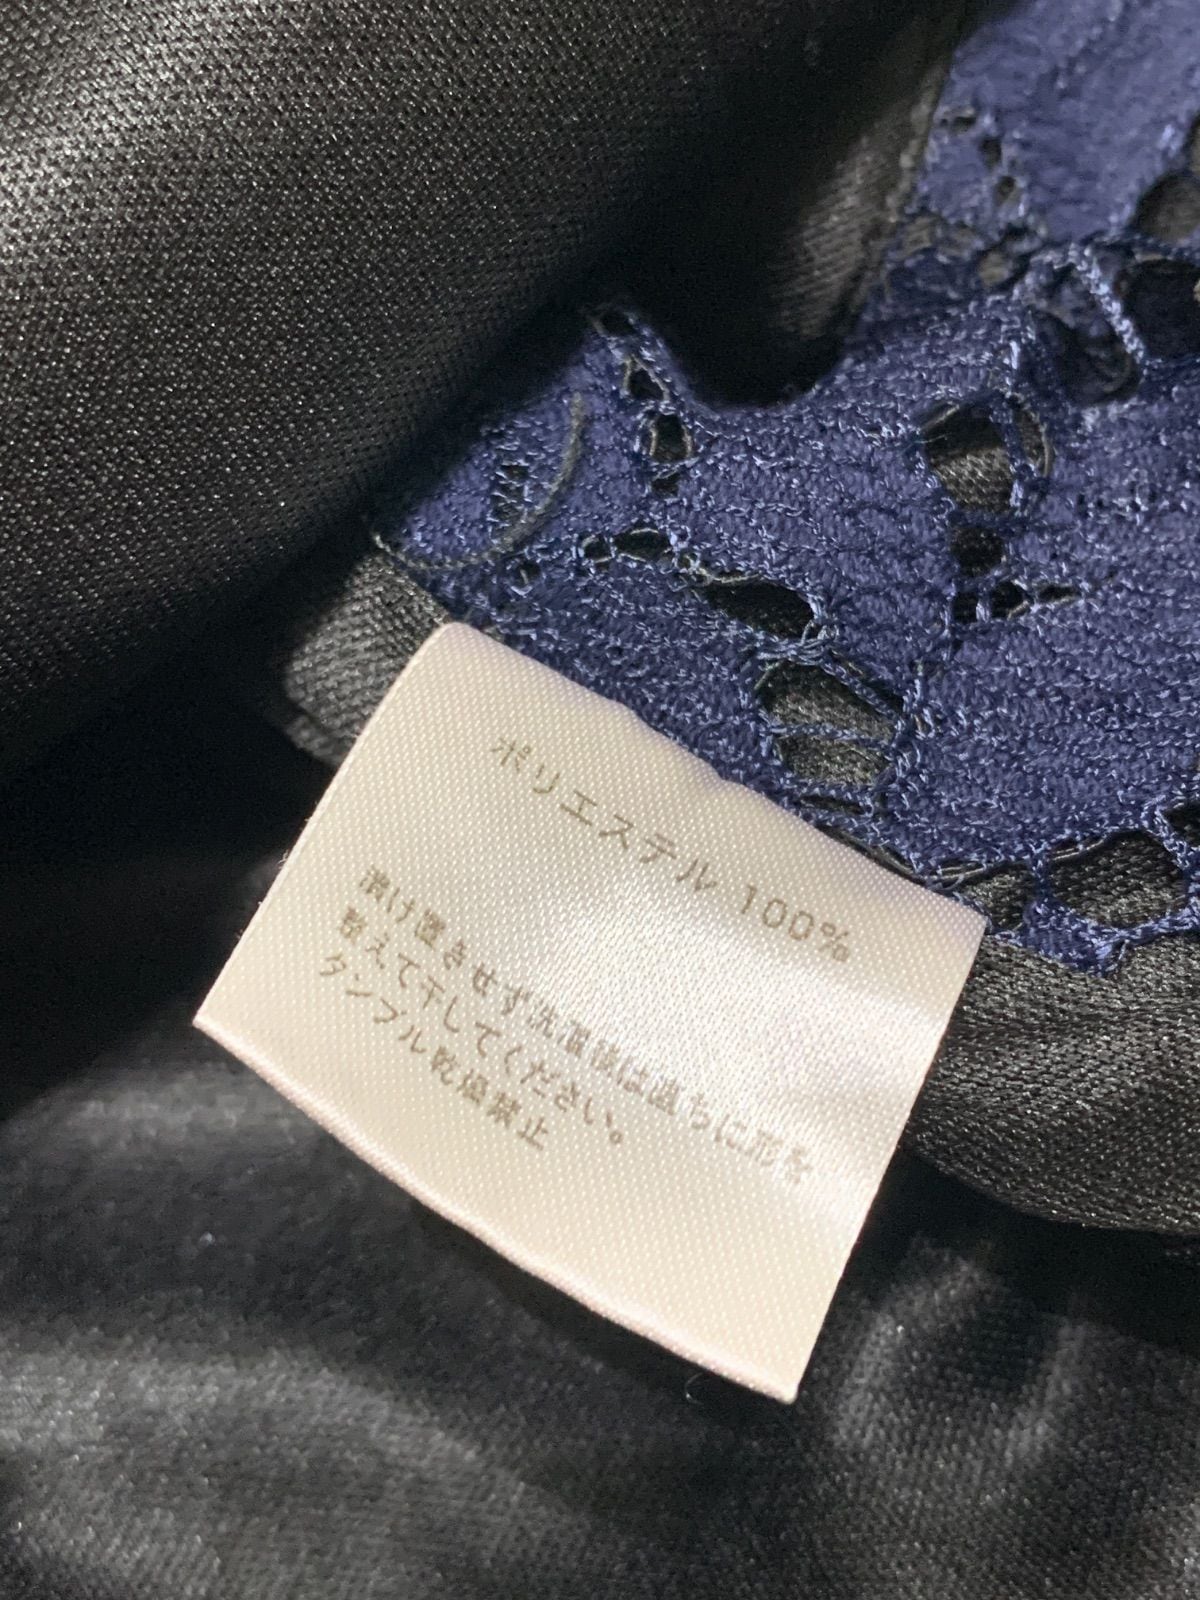 ポリエステル 100%
漬け置きせず洗濯後は直ちに形を
整えて干してください。
タンブル乾燥禁止